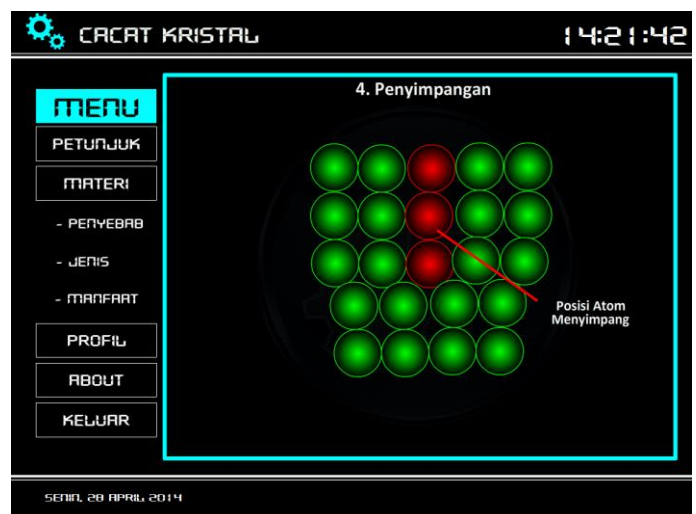 CACAT KRISTAL
14:21:42
MENU
PETUNJUK
MATERI
- PENYEBAB
- JENIS
- MANFAAT
PROFIL
ABOUT
KELUAR
4. Penyimpangan
Posisi Atom
Menyimpang
SENIN, 28 APRIL 2014